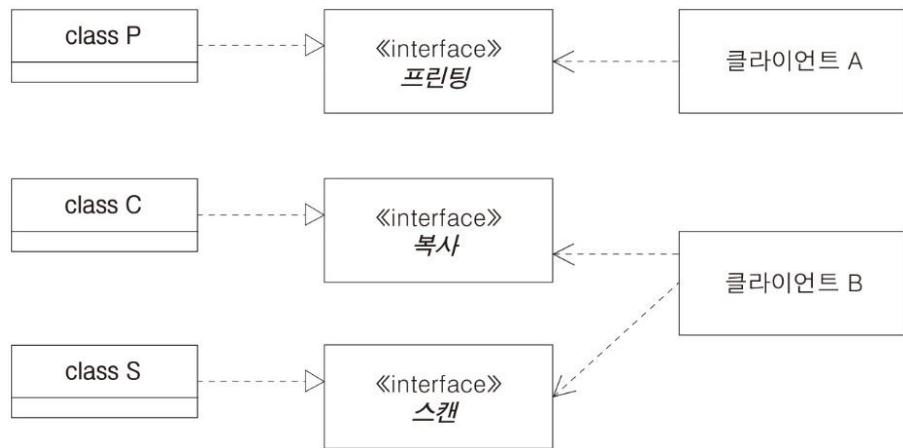 class P
《interface》
프린팅
클라이언트 A
class C
《interface》
복사
클라이언트 B
class S
《interface》
스캔